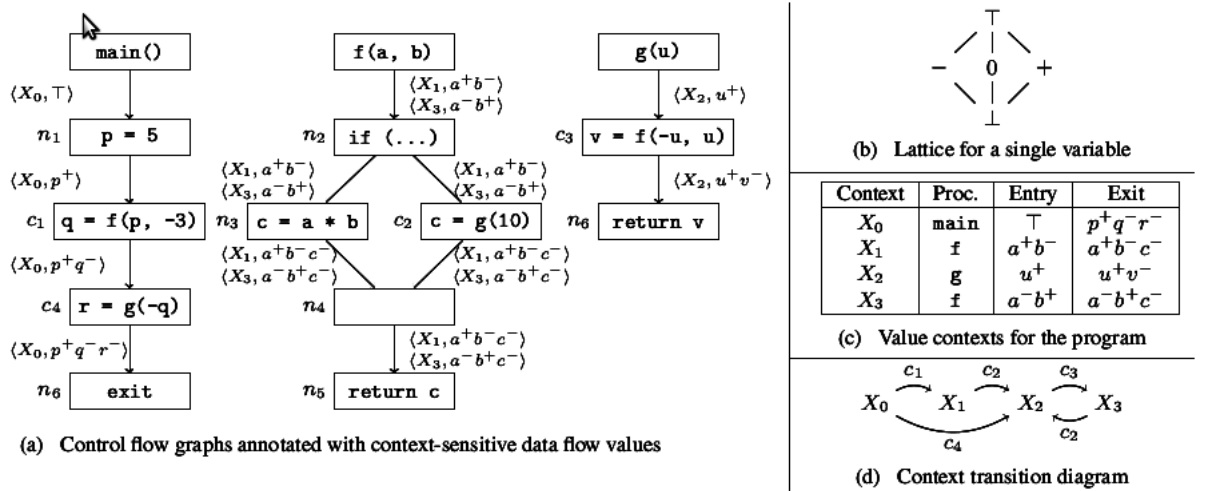 main()
⟨X₀, ⊤⟩
n₁ p = 5
⟨X₀, p⁺⟩
c₁ q = f(p, -3)
⟨X₀, p⁺q⁻⟩
c₄ r = g(-q)
⟨X₀, p⁺q⁻r⁻⟩
n₆ exit
f(a, b)
⟨X₁, a⁺b⁻⟩
⟨X₃, a⁻b⁺⟩
n₂ if (...)
⟨X₁, a⁺b⁻⟩
⟨X₃, a⁻b⁺⟩
n₃ c = a * b
⟨X₁, a⁺b⁻c⁻⟩
⟨X₃, a⁻b⁺c⁻⟩
⟨X₁, a⁺b⁻⟩
⟨X₃, a⁻b⁺⟩
c₂ c = g(10)
⟨X₁, a⁺b⁻c⁻⟩
⟨X₃, a⁻b⁺c⁻⟩
n₄
⟨X₁, a⁺b⁻c⁻⟩
⟨X₃, a⁻b⁺c⁻⟩
n₅ return c
g(u)
⟨X₂, u⁺⟩
c₃ v = f(-u, u)
⟨X₂, u⁺v⁻⟩
n₆ return v
(a) Control flow graphs annotated with context-sensitive data flow values
⊤
− 0 +
⊥
(b) Lattice for a single variable
Context Proc. Entry Exit
X₀ main ⊤ p⁺q⁻r⁻
X₁ f a⁺b⁻ a⁺b⁻c⁻
X₂ g u⁺ u⁺v⁻
X₃ f a⁻b⁺ a⁻b⁺c⁻
(c) Value contexts for the program
c₁ c₂ c₃
X₀ X₁ X₂ X₃
c₄ c₂
(d) Context transition diagram